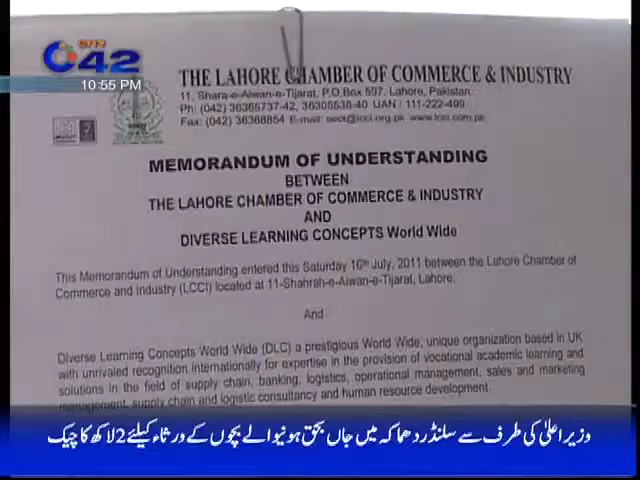 CITY
42
10:55 PM
THE LAHORE CHAMBER OF COMMERCE & INDUSTRY
11, Shara-e-Aiwan-e-Tijarat, P.O.Box 597, Lahore, Pakistan.
Ph: (042) 36365737-42, 36305538-40 UAN : 111-222-499
Fax: (042) 36368854 E-mail: sect@lcci.org.pk www.lcci.com.pk
MEMORANDUM OF UNDERSTANDING
BETWEEN
THE LAHORE CHAMBER OF COMMERCE & INDUSTRY
AND
DIVERSE LEARNING CONCEPTS World Wide
This Memorandum of Understanding entered this Saturday 16th July, 2011 between the Lahore Chamber of
Commerce and Industry (LCCI) located at 11-Shahrah-e-Aiwan-e-Tijarat, Lahore.
And
Diverse Learning Concepts World Wide (DLC) a prestigious World Wide, unique organization based in UK
with unrivaled recognition internationally for expertise in the provision of vocational academic learning and
solutions in the field of supply chain, banking, logistics, operational management, sales and marketing
management, supply chain and logistic consultancy and human resource development.
وزیراعلیٰ کی طرف سے سلنڈر دھماکہ میں جاں بحق ہونیوالے بچوں کے ورثاء کیلئے 2 لاکھ کا چیک